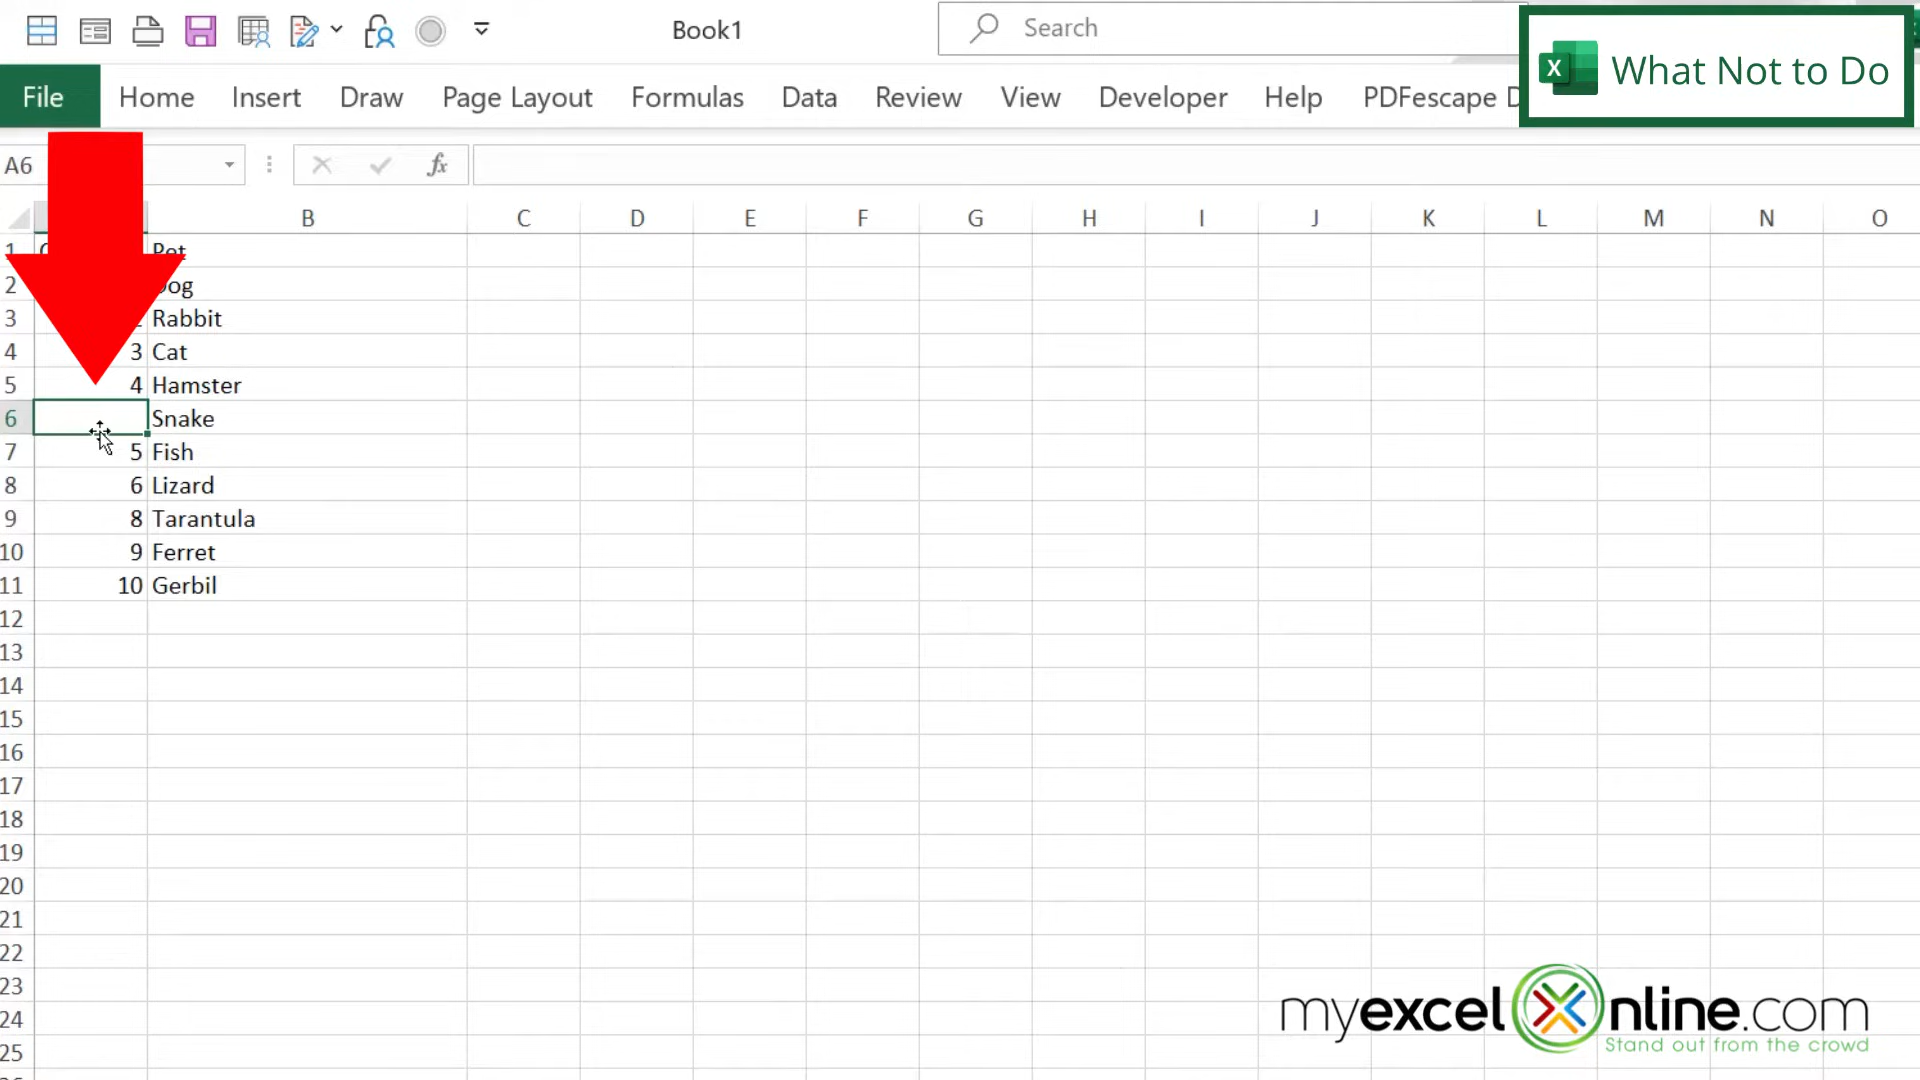 Book1
Search
X What Not to Do
File Home Insert Draw Page Layout Formulas Data Review View Developer Help PDFescape D
A6 fx
B C D E F G H I J K L M N O
1 Pet
2 Dog
3 Rabbit
4 3 Cat
5 4 Hamster
6 Snake
7 5 Fish
8 6 Lizard
9 8 Tarantula
10 9 Ferret
11 10 Gerbil
12
13
14
15
16
17
18
19
20
21
22
23
24
25
myexcelOnline.com
Stand out from the crowd